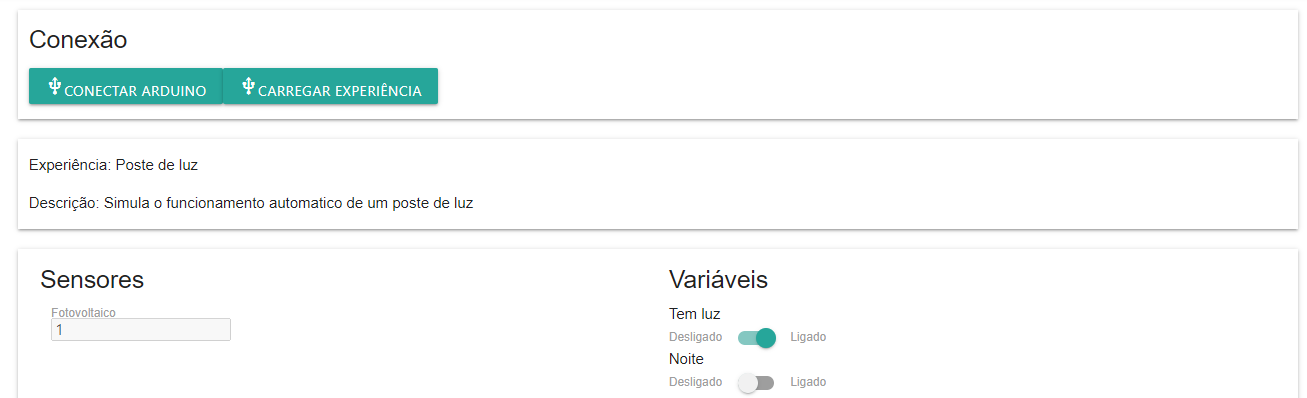 Conexão
CONECTAR ARDUINO CARREGAR EXPERIÊNCIA
Experiência: Poste de luz
Descrição: Simula o funcionamento automatico de um poste de luz
Sensores
Fotovoltaico
1
Variáveis
Tem luz
Desligado Ligado
Noite
Desligado Ligado